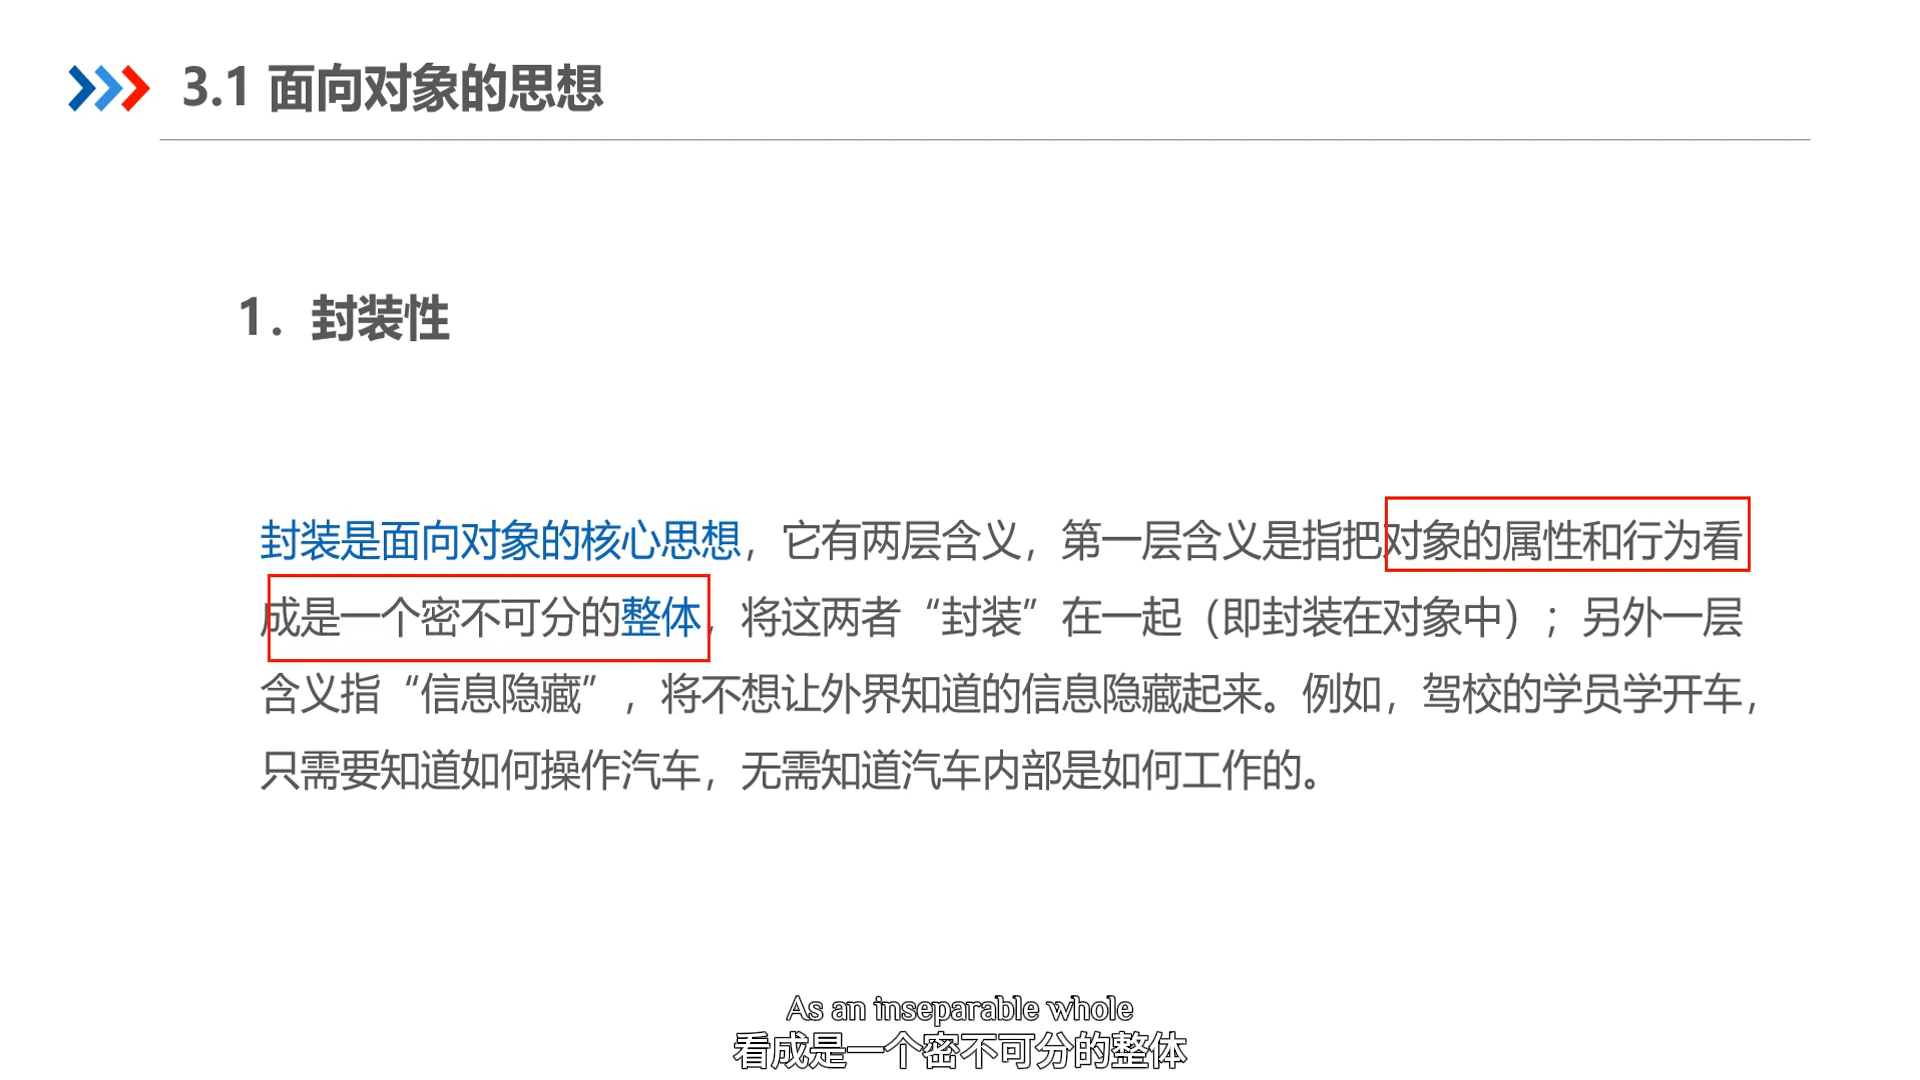 3.1 面向对象的思想
1. 封装性
封装是面向对象的核心思想，它有两层含义，第一层含义是指把对象的属性和行为看
成是一个密不可分的整体，将这两者“封装”在一起（即封装在对象中）；另外一层
含义指“信息隐藏”，将不想让外界知道的信息隐藏起来。例如，驾校的学员学开车，
只需要知道如何操作汽车，无需知道汽车内部是如何工作的。
As an inseparable whole
看成是一个密不可分的整体